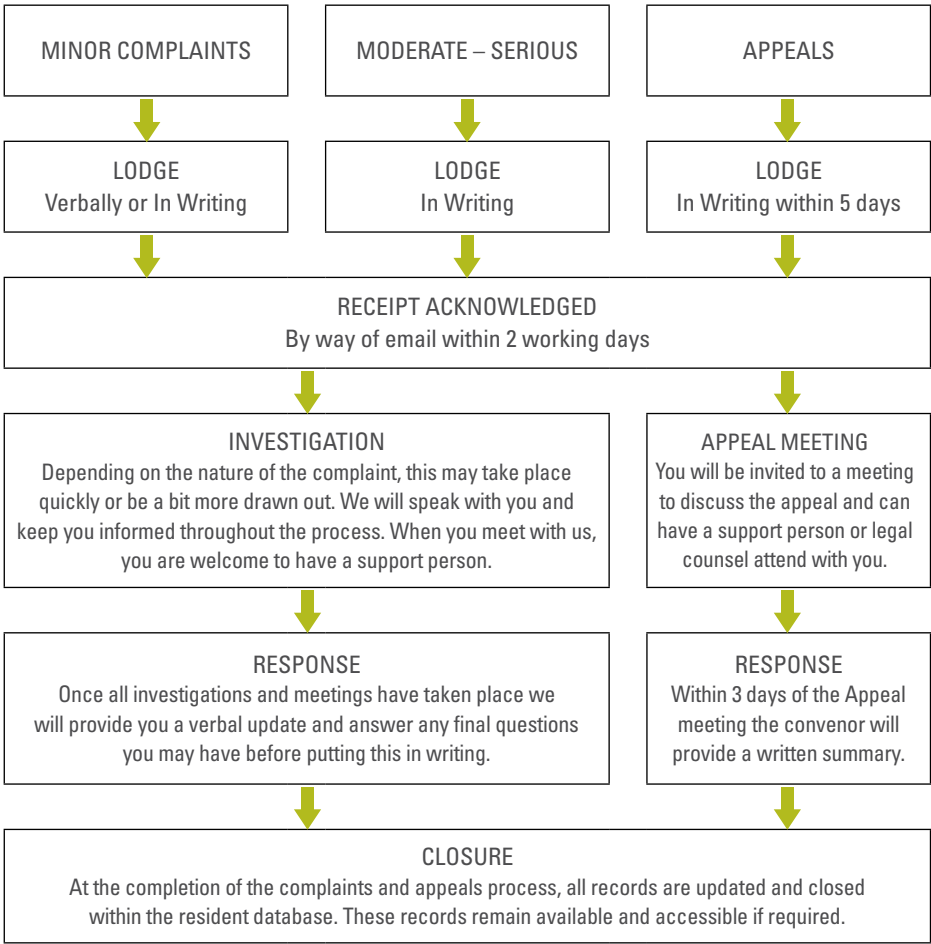 MINOR COMPLAINTS
MODERATE – SERIOUS
APPEALS
LODGE
Verbally or In Writing
LODGE
In Writing
LODGE
In Writing within 5 days
RECEIPT ACKNOWLEDGED
By way of email within 2 working days
INVESTIGATION
Depending on the nature of the complaint, this may take place
quickly or be a bit more drawn out. We will speak with you and
keep you informed throughout the process. When you meet with us,
you are welcome to have a support person.
APPEAL MEETING
You will be invited to a meeting
to discuss the appeal and can
have a support person or legal
counsel attend with you.
RESPONSE
Once all investigations and meetings have taken place we
will provide you a verbal update and answer any final questions
you may have before putting this in writing.
RESPONSE
Within 3 days of the Appeal
meeting the convenor will
provide a written summary.
CLOSURE
At the completion of the complaints and appeals process, all records are updated and closed
within the resident database. These records remain available and accessible if required.